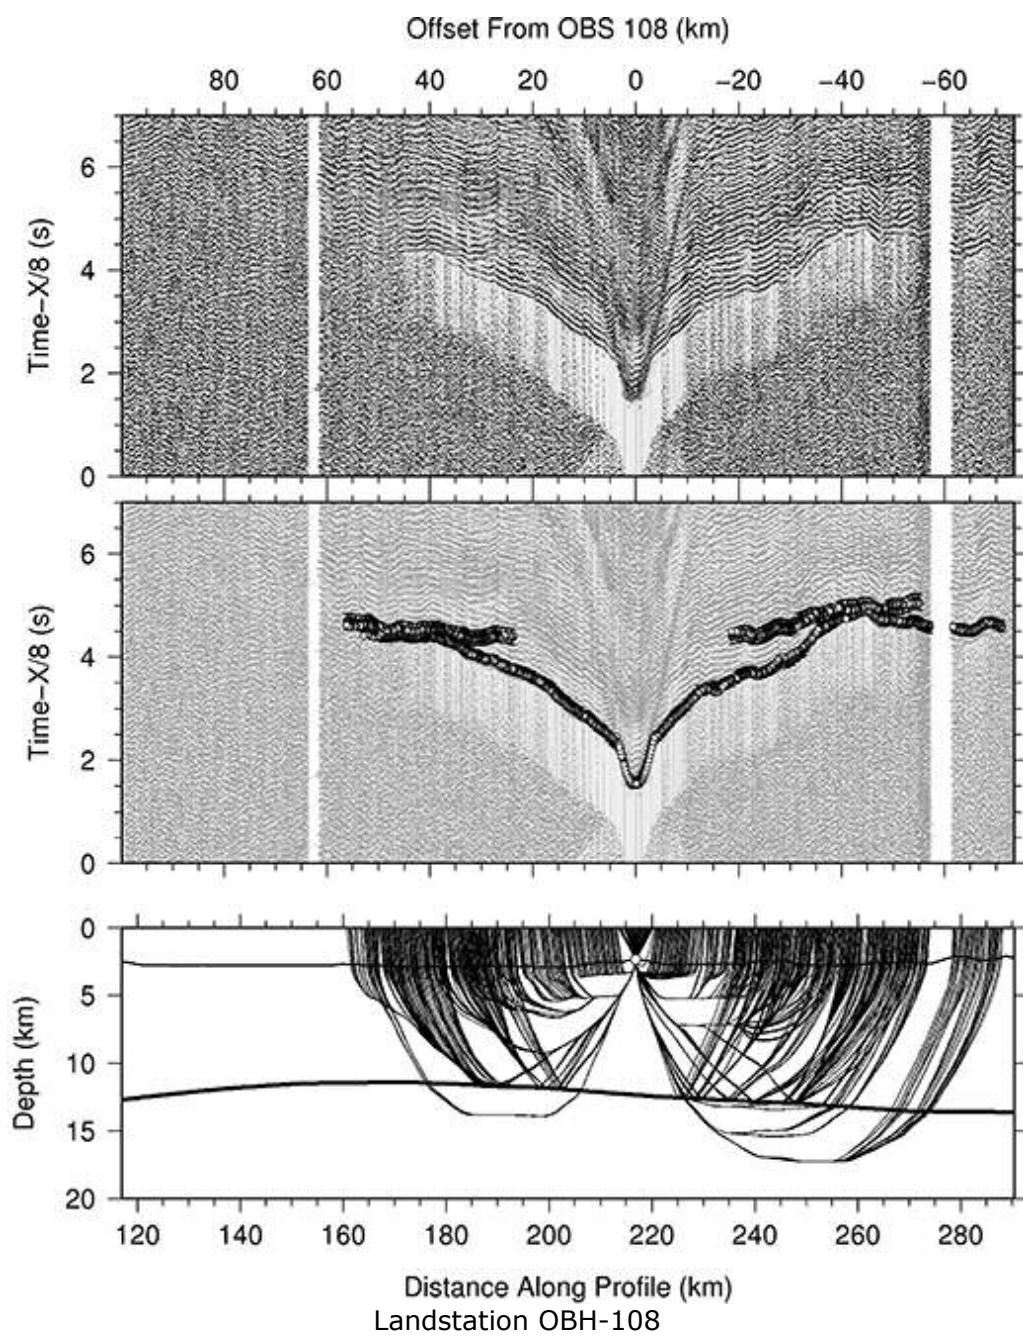 Offset From OBS 108 (km)
80 60 40 20 0 −20 −40 −60
6
4
2
0
Time−X/8 (s)
6
4
2
0
Time−X/8 (s)
0
5
10
15
20
Depth (km)
120 140 160 180 200 220 240 260 280
Distance Along Profile (km)
Landstation OBH-108